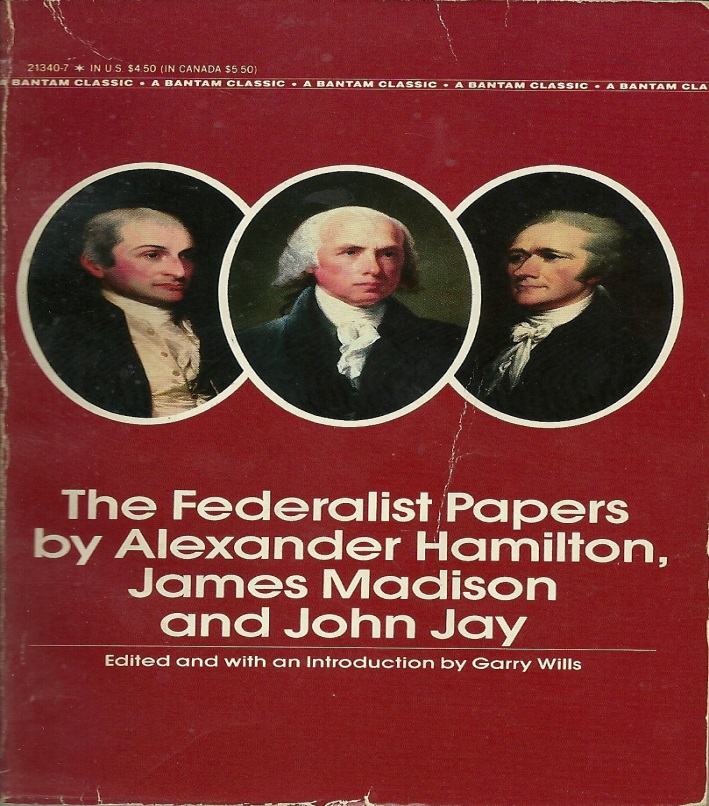 21340-7 * IN U.S. $4.50 (IN CANADA $5.50)
A BANTAM CLASSIC • A BANTAM CLASSIC • A BANTAM CLASSIC • A BANTAM CLASSIC • A BANTAM CLA
The Federalist Papers
by Alexander Hamilton,
James Madison
and John Jay
Edited and with an Introduction by Garry Wills